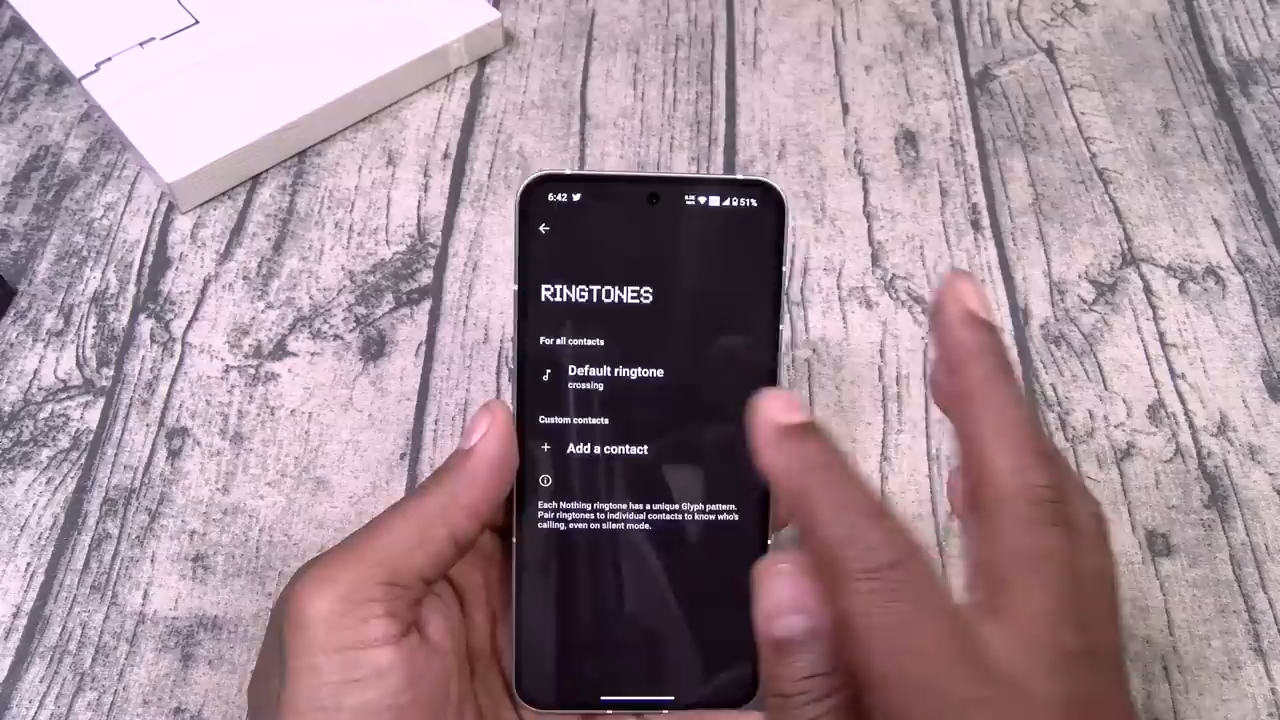 6:42 51%
RINGTONES
For all contacts
Default ringtone
crossing
Custom contacts
Add a contact
Each Nothing ringtone has a unique Glyph pattern.
Pair ringtones to individual contacts to know who's
calling, even on silent mode.